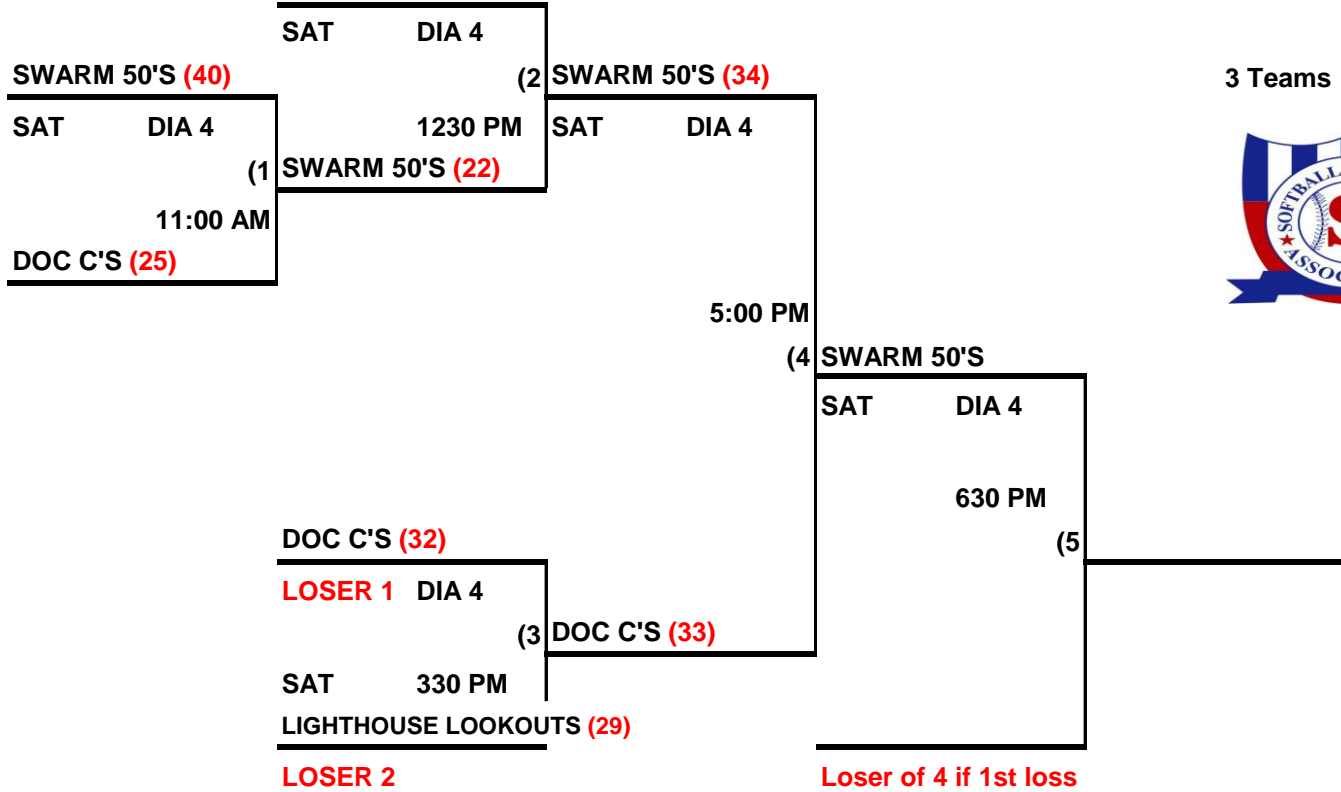 SAT DIA 4
SWARM 50'S (40)
(2 SWARM 50'S (34)
3 Teams
SAT DIA 4
1230 PM
SAT DIA 4
(1 SWARM 50'S (22)
11:00 AM
DOC C'S (25)
SOFTBALL
5:00 PM
(4 SWARM 50'S
SAT DIA 4
630 PM
DOC C'S (32)
(5
LOSER 1 DIA 4
(3 DOC C'S (33)
SAT 330 PM
LIGHTHOUSE LOOKOUTS (29)
LOSER 2
Loser of 4 if 1st loss